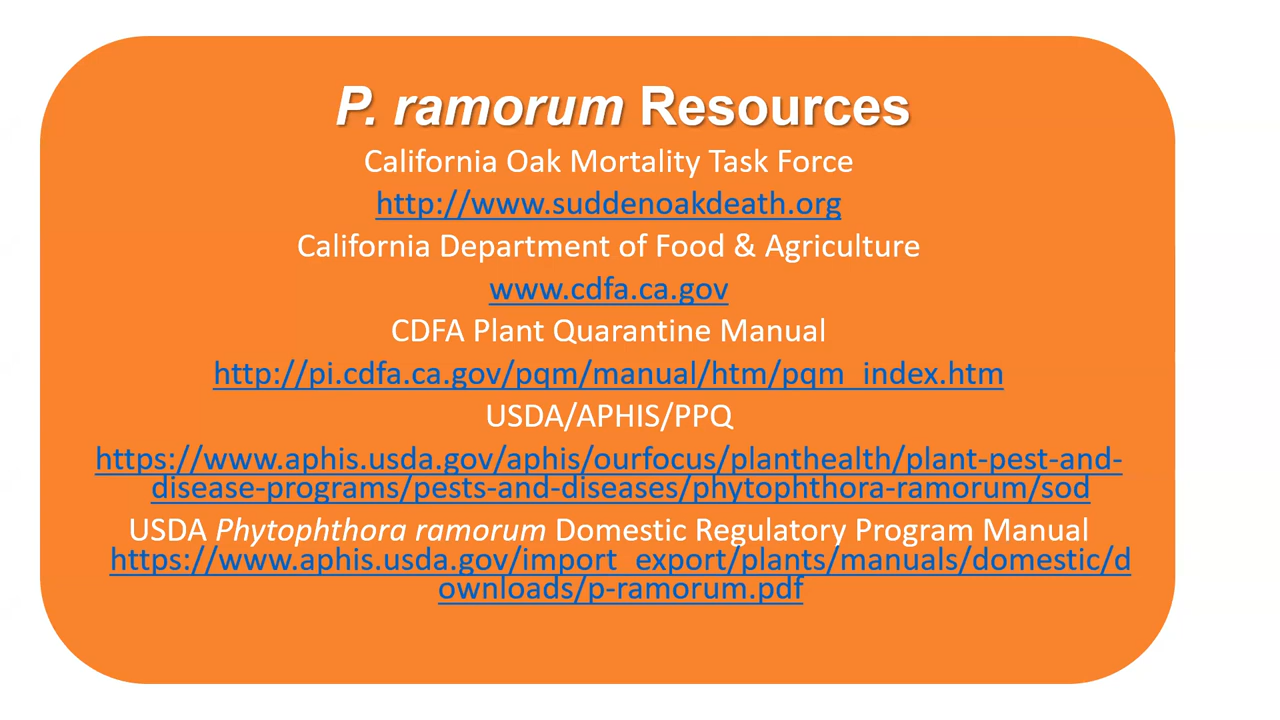 P. ramorum Resources
California Oak Mortality Task Force
http://www.suddenoakdeath.org
California Department of Food & Agriculture
www.cdfa.ca.gov
CDFA Plant Quarantine Manual
http://pi.cdfa.ca.gov/pqm/manual/htm/pqm_index.htm
USDA/APHIS/PPQ
https://www.aphis.usda.gov/aphis/ourfocus/planthealth/plant-pest-and-
disease-programs/pests-and-diseases/phytophthora-ramorum/sod
USDA Phytophthora ramorum Domestic Regulatory Program Manual
https://www.aphis.usda.gov/import_export/plants/manuals/domestic/d
ownloads/p-ramorum.pdf